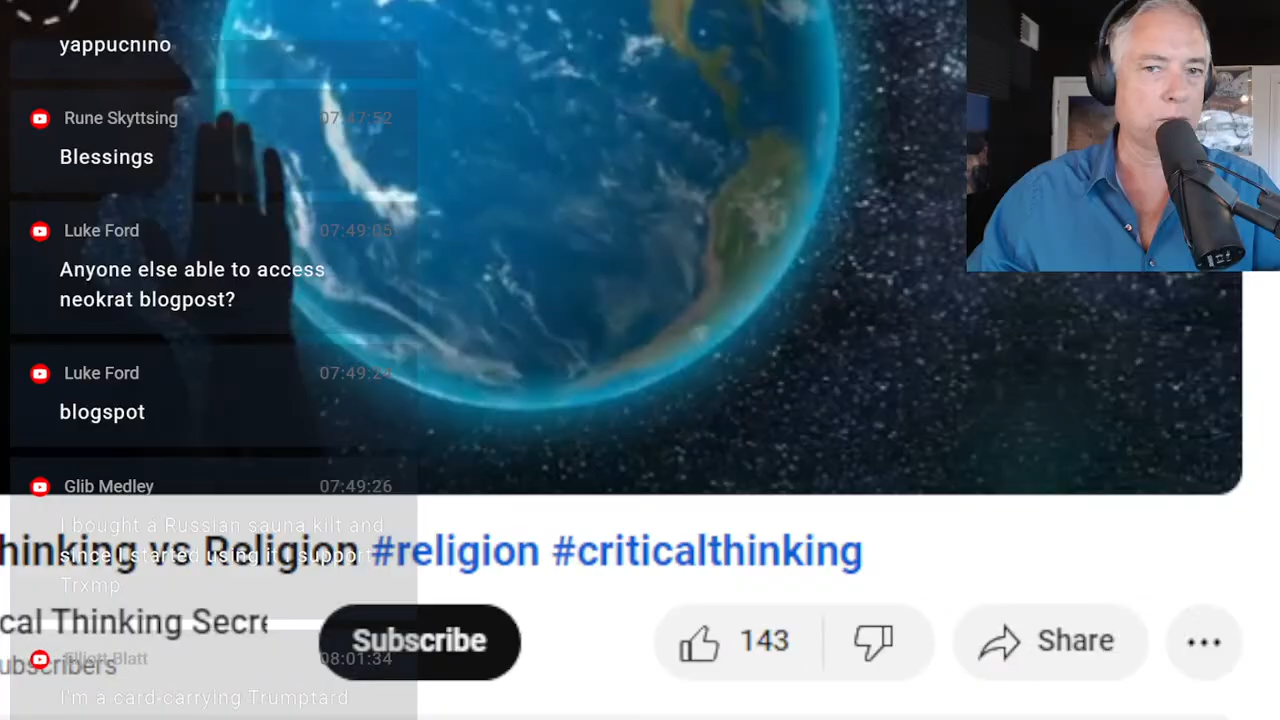 yappucnino
Rune Skyttsing 07:47:52
Blessings
Luke Ford 07:49:05
Anyone else able to access
neokrat blogpost?
Luke Ford 07:49:24
blogspot
Glib Medley 07:49:26
I bought a Russian sauna kilt and
since I started using it I support
Trxmp
hinking vs Religion #religion #criticalthinking
cal Thinking Secre
ubscribers
Subscribe
143
Share
Elliott Blatt 08:01:34
I'm a card-carrying Trumptard